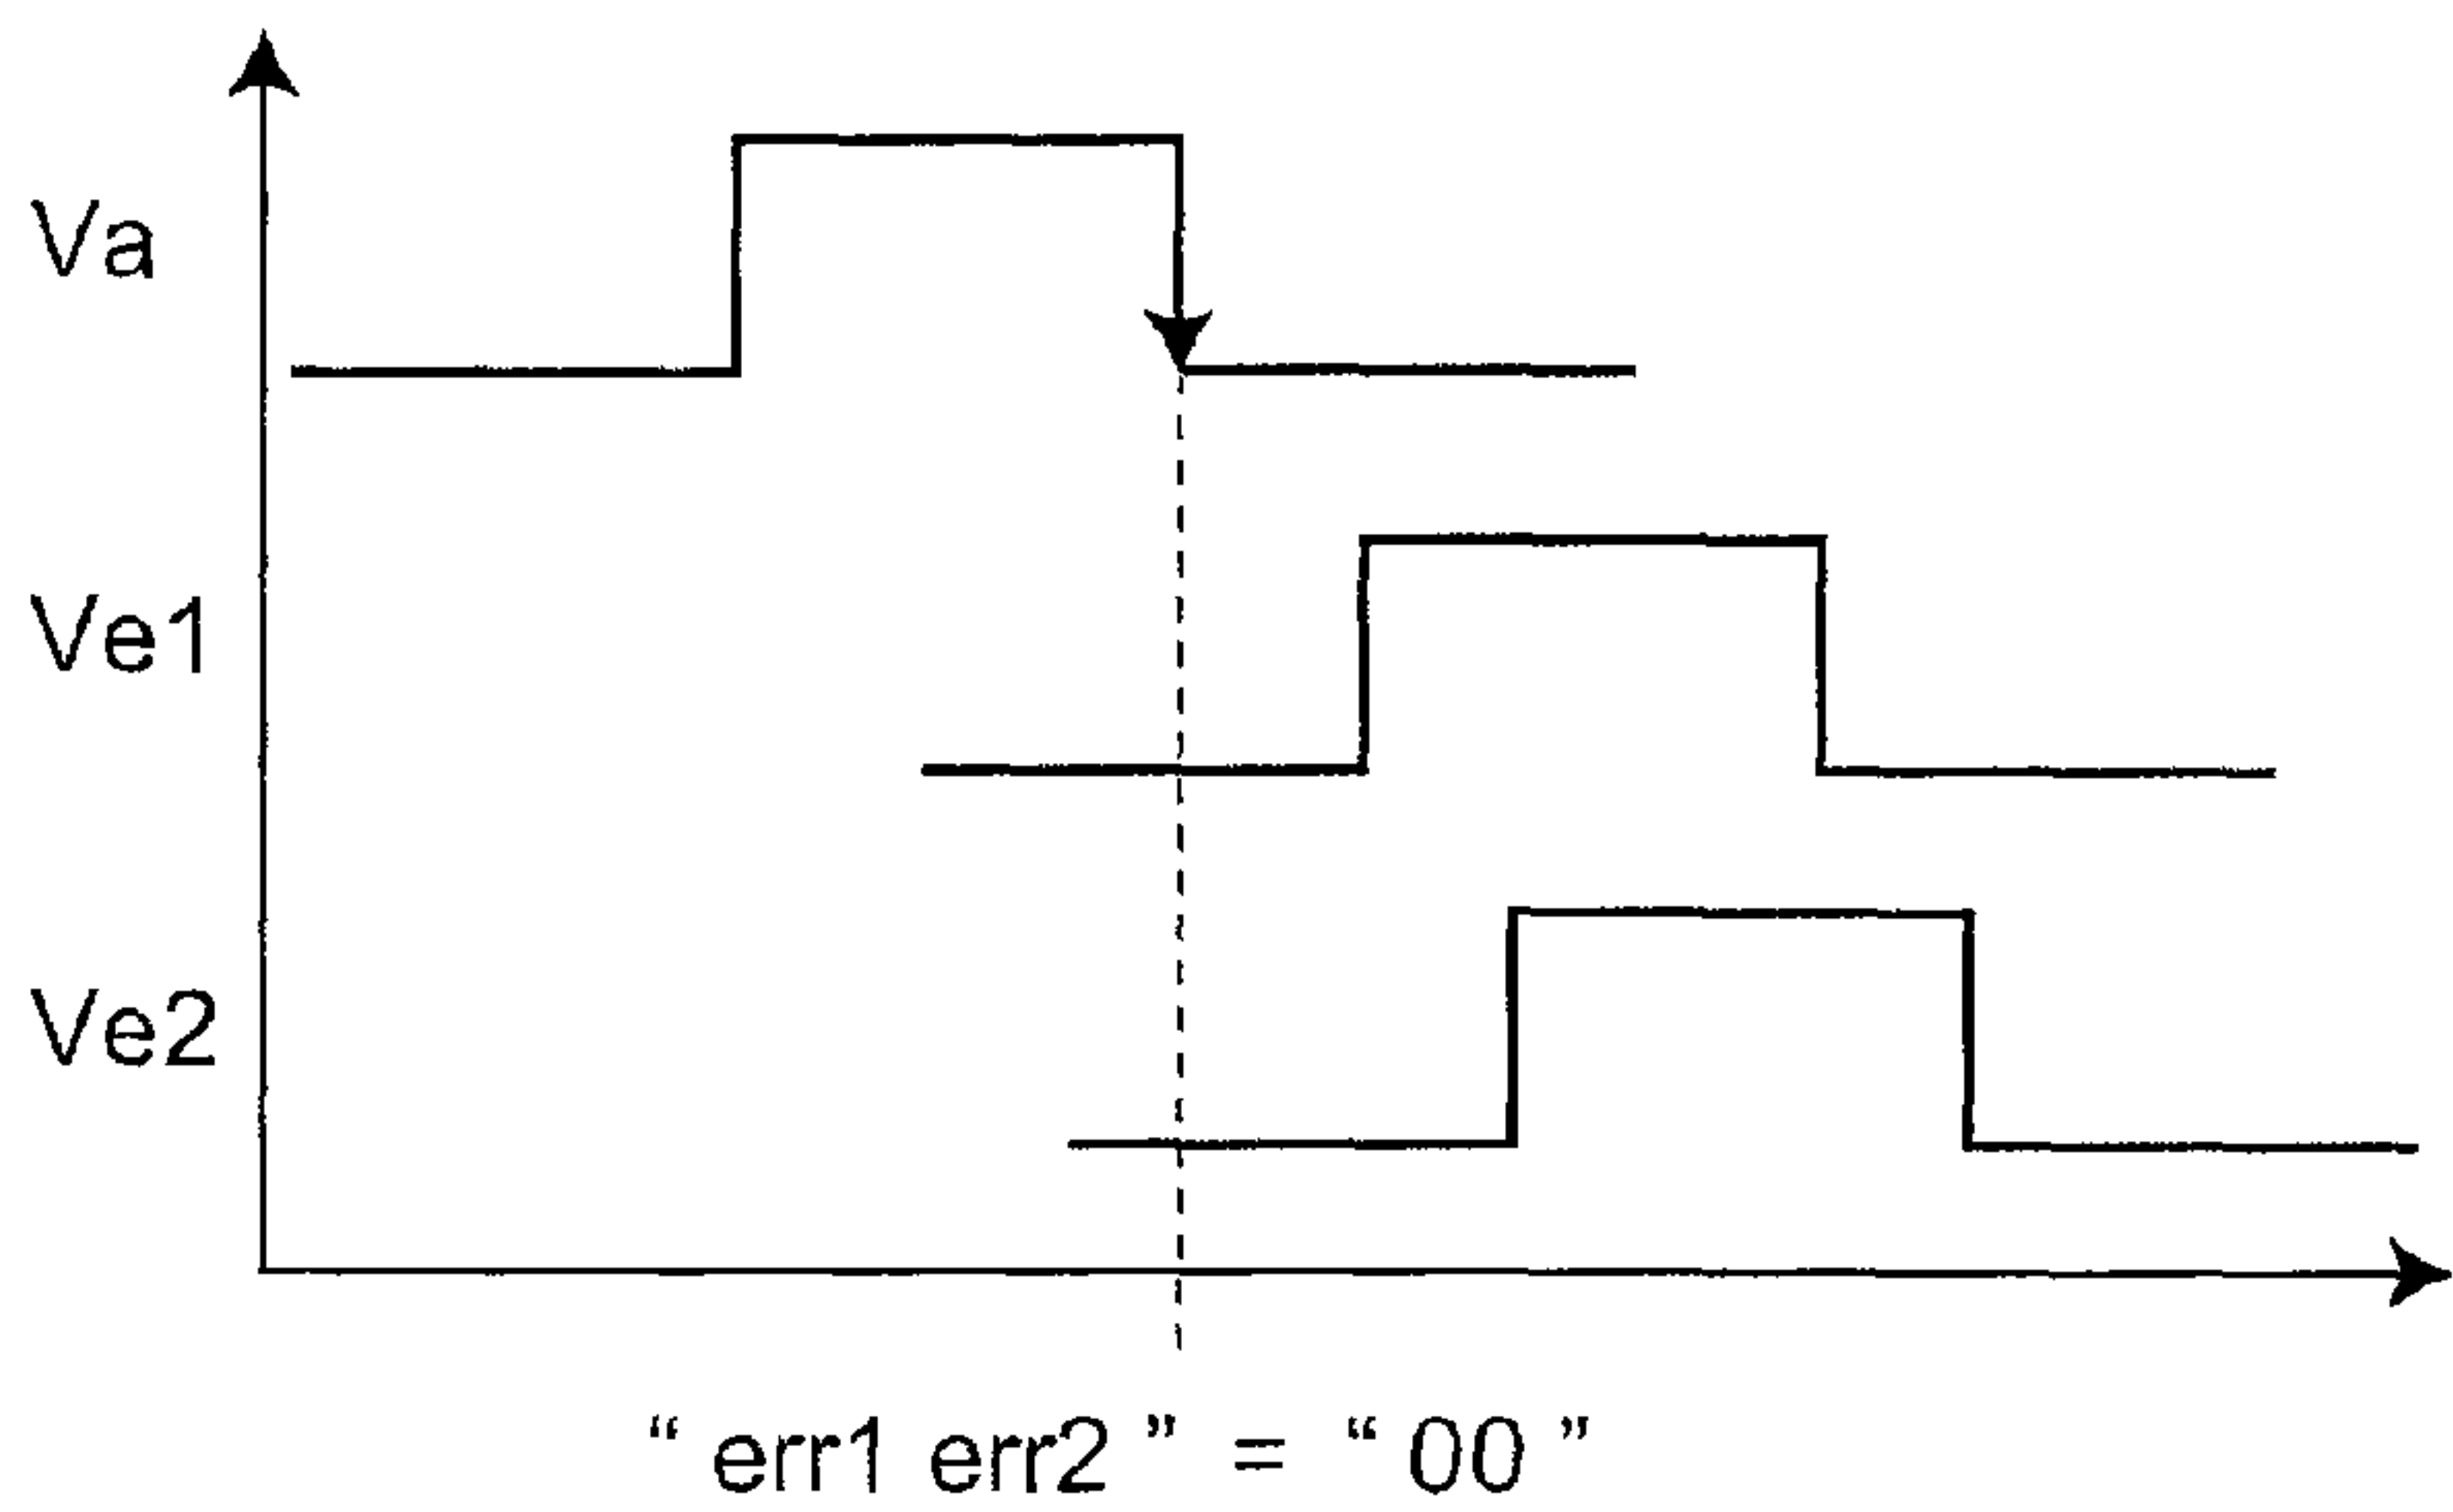 Va
Ve1
Ve2
“ err1 err2 ” = “ 00 ”